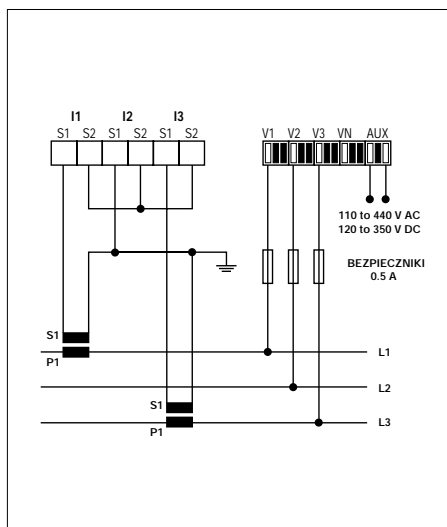 I1 I2 I3
S1 S2 S1 S2 S1 S2 V1 V2 V3 VN AUX
110 to 440 V AC
120 to 350 V DC
BEZPIECZNIKI
0.5 A
S1
P1
L1
L2
S1
P1
L3